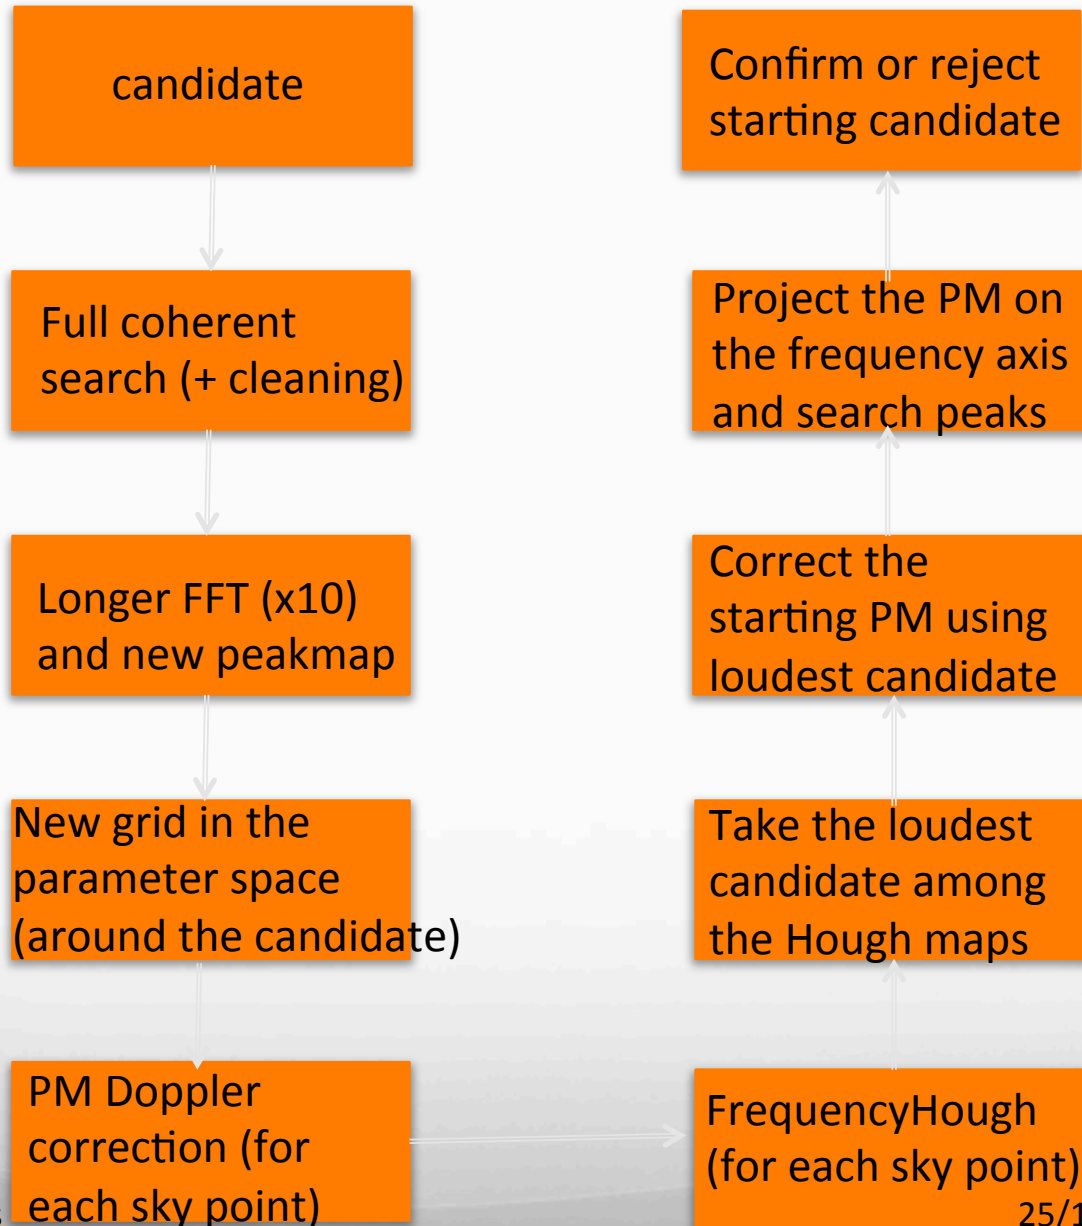 candidate
Full coherent
search (+ cleaning)
Longer FFT (x10)
and new peakmap
New grid in the
parameter space
(around the candidate)
PM Doppler
correction (for
each sky point)
FrequencyHough
(for each sky point)
Take the loudest
candidate among
the Hough maps
Correct the
starting PM using
loudest candidate
Project the PM on
the frequency axis
and search peaks
Confirm or reject
starting candidate
25/1